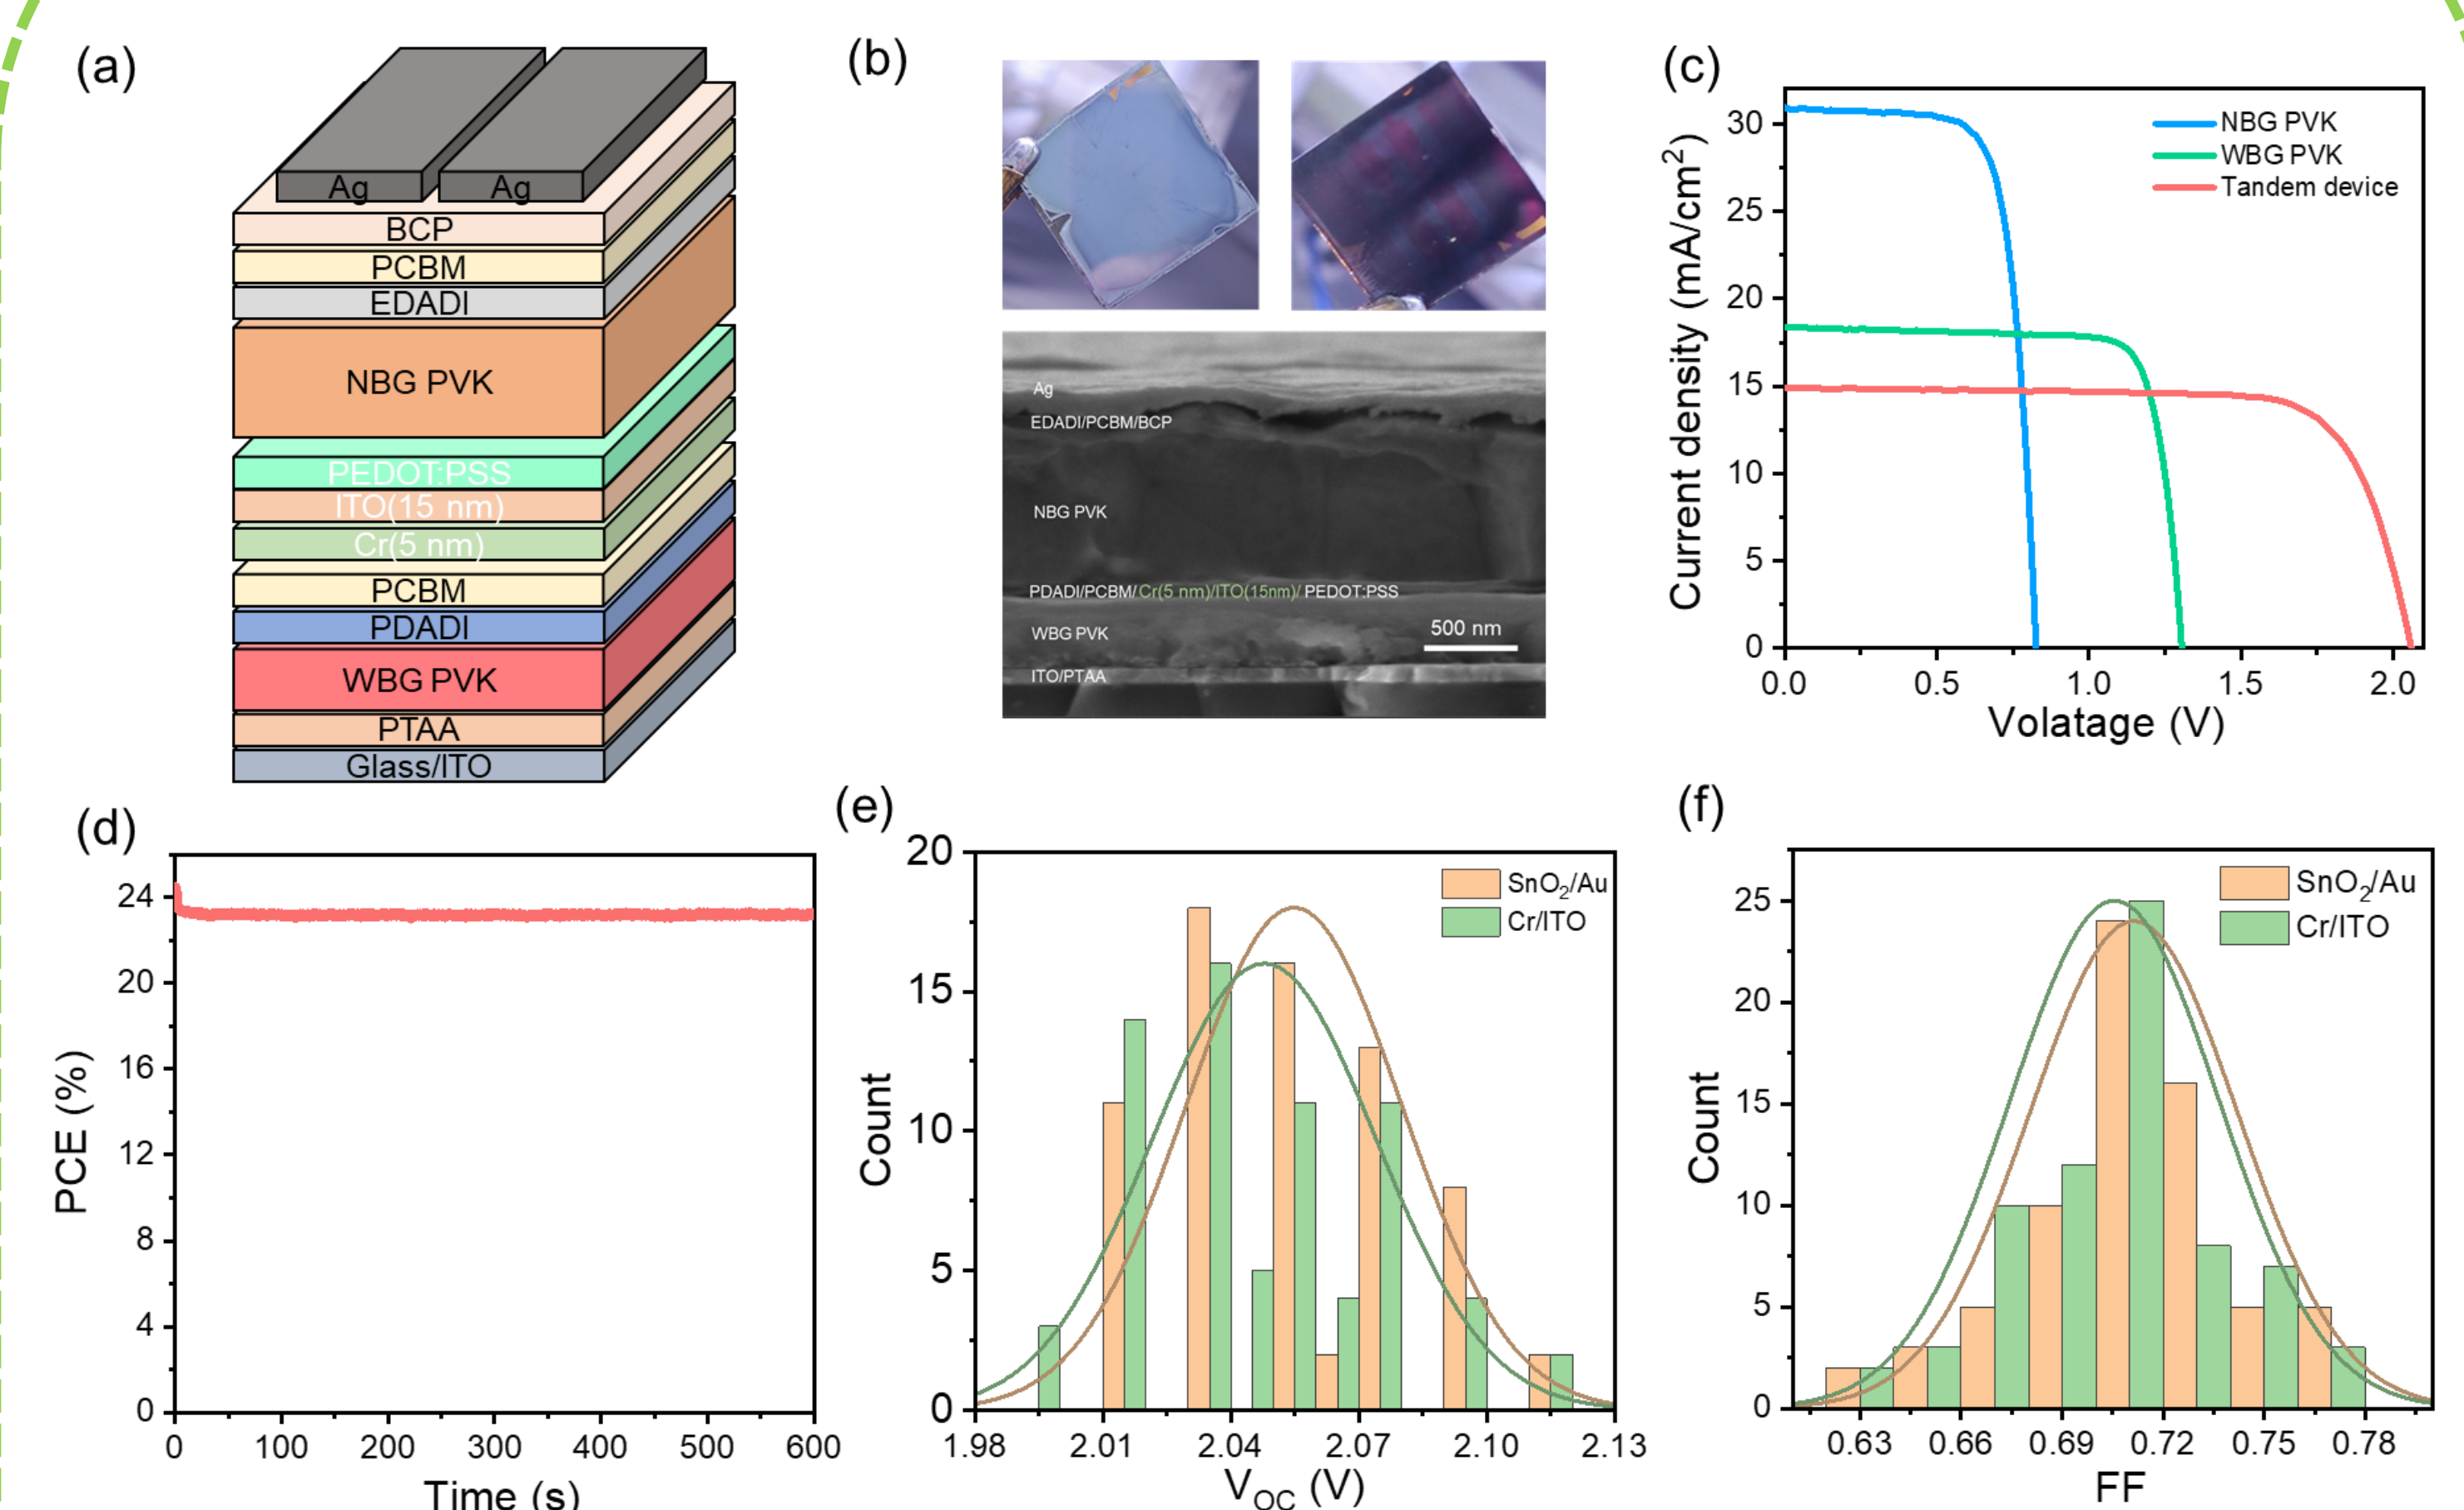 (a)
Ag Ag
BCP
PCBM
EDADI
NBG PVK
PEDOT:PSS
ITO(15 nm)
Cr(5 nm)
PCBM
PDADI
WBG PVK
PTAA
Glass/ITO
(b)
Ag
EDADI/PCBM/BCP
NBG PVK
PDADI/PCBM/Cr(5 nm)/ITO(15nm)/ PEDOT:PSS
WBG PVK
500 nm
ITO/PTAA
(c)
Current density (mA/cm²)
30
25
20
15
10
5
0
NBG PVK
WBG PVK
Tandem device
0.0 0.5 1.0 1.5 2.0
Volatage (V)
(d)
PCE (%)
24
20
16
12
8
4
0
0 100 200 300 400 500 600
Time (s)
(e)
Count
20
15
10
5
0
SnO₂/Au
Cr/ITO
1.98 2.01 2.04 2.07 2.10 2.13
V_OC (V)
(f)
Count
25
20
15
10
5
0
SnO₂/Au
Cr/ITO
0.63 0.66 0.69 0.72 0.75 0.78
FF